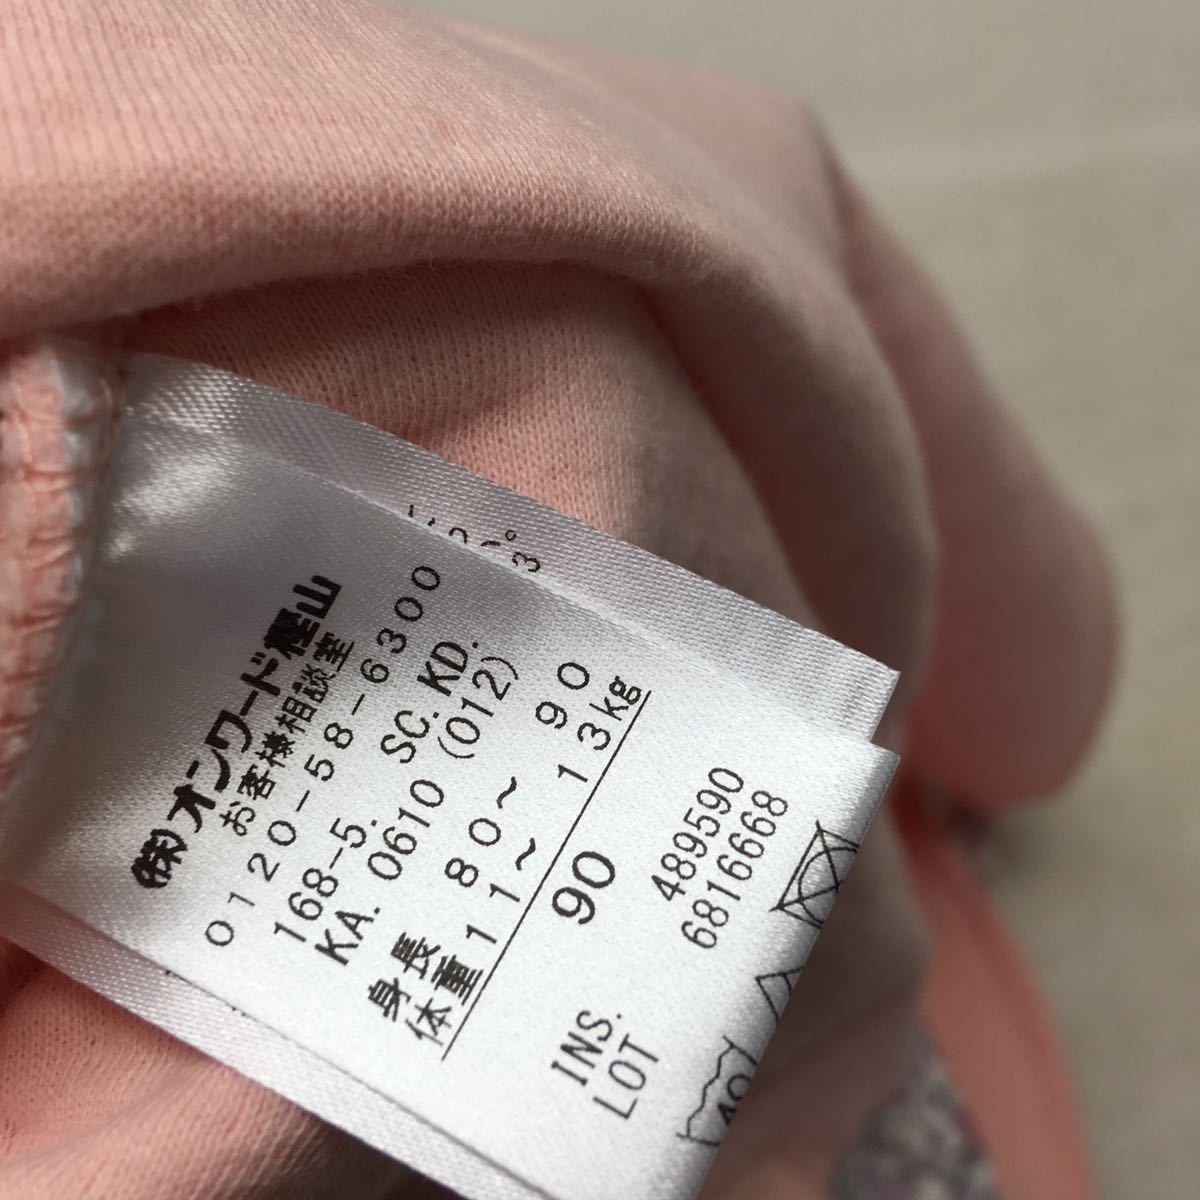 ㈱オンワード樫山
お客様相談室
0120-58-6300
168-5. SC. KD.
KA. 0610 (012)
身長 80~ 90
体重 11~ 13kg
90
INS. 489590
LOT 6816668
40